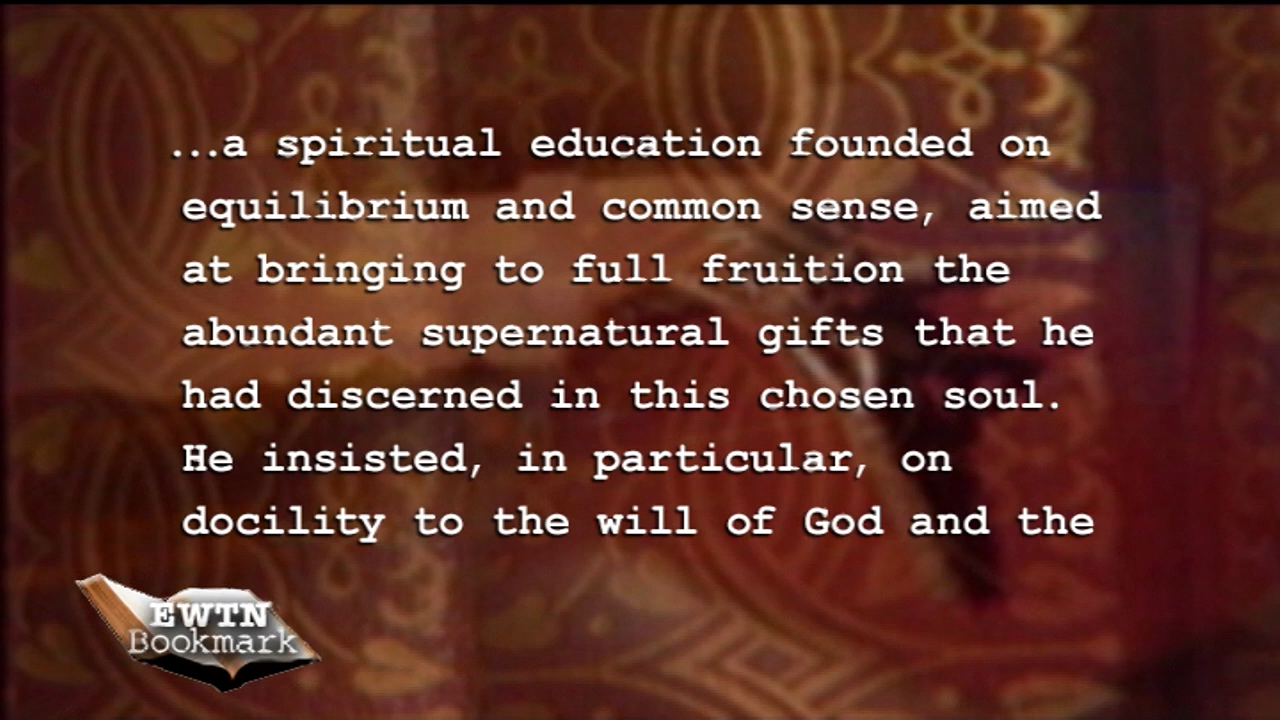 ...a spiritual education founded on
equilibrium and common sense, aimed
at bringing to full fruition the
abundant supernatural gifts that he
had discerned in this chosen soul.
He insisted, in particular, on
docility to the will of God and the
EWTN
Bookmark